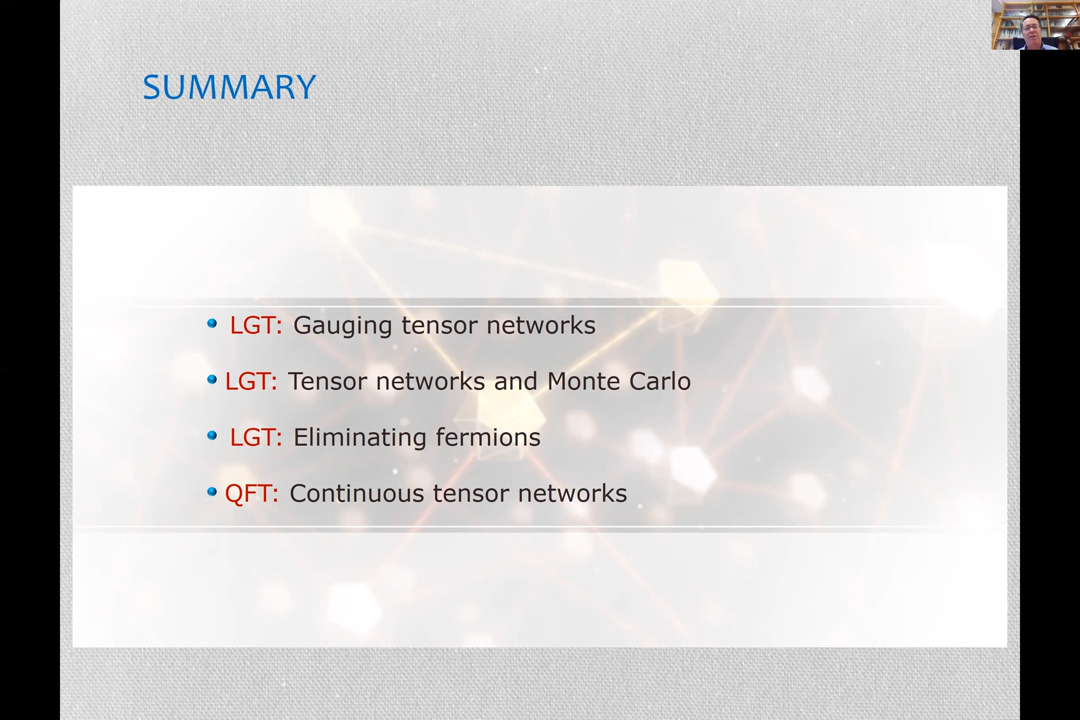 SUMMARY
LGT: Gauging tensor networks
LGT: Tensor networks and Monte Carlo
LGT: Eliminating fermions
QFT: Continuous tensor networks